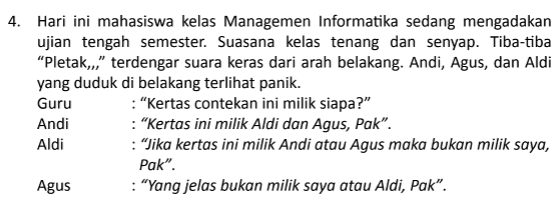 4. Hari ini mahasiswa kelas Managemen Informatika sedang mengadakan
ujian tengah semester. Suasana kelas tenang dan senyap. Tiba-tiba
“Pletak,,,” terdengar suara keras dari arah belakang. Andi, Agus, dan Aldi
yang duduk di belakang terlihat panik.
Guru : “Kertas contekan ini milik siapa?”
Andi : “Kertas ini milik Aldi dan Agus, Pak”.
Aldi : “Jika kertas ini milik Andi atau Agus maka bukan milik saya,
Pak”.
Agus : “Yang jelas bukan milik saya atau Aldi, Pak”.